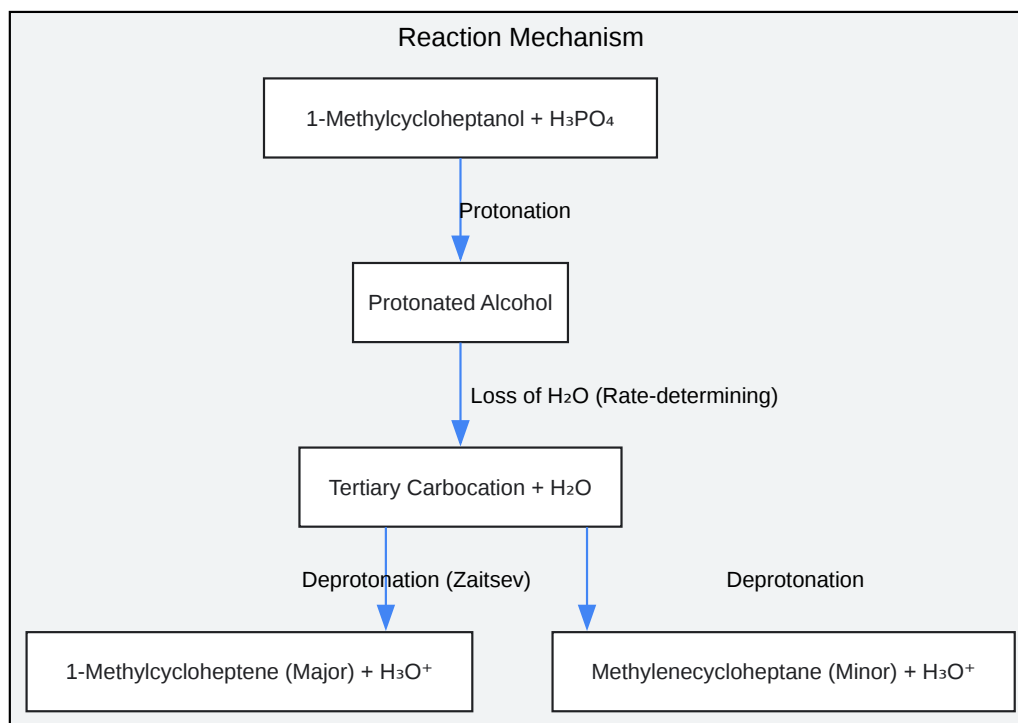 Reaction Mechanism
1-Methylcycloheptanol + H₃PO₄
Protonation
Protonated Alcohol
Loss of H₂O (Rate-determining)
Tertiary Carbocation + H₂O
Deprotonation (Zaitsev)
Deprotonation
1-Methylcycloheptene (Major) + H₃O⁺
Methylenecycloheptane (Minor) + H₃O⁺